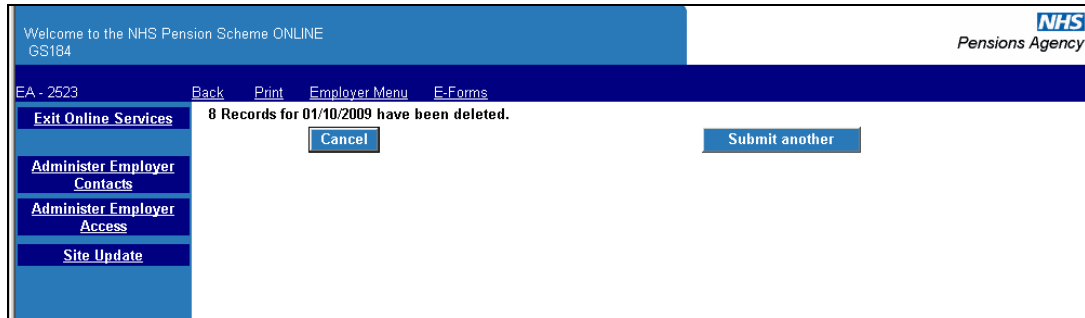 Welcome to the NHS Pension Scheme ONLINE
GS184
NHS
Pensions Agency
EA - 2523 Back Print Employer Menu E-Forms
Exit Online Services
8 Records for 01/10/2009 have been deleted.
Cancel Submit another
Administer Employer
Contacts
Administer Employer
Access
Site Update